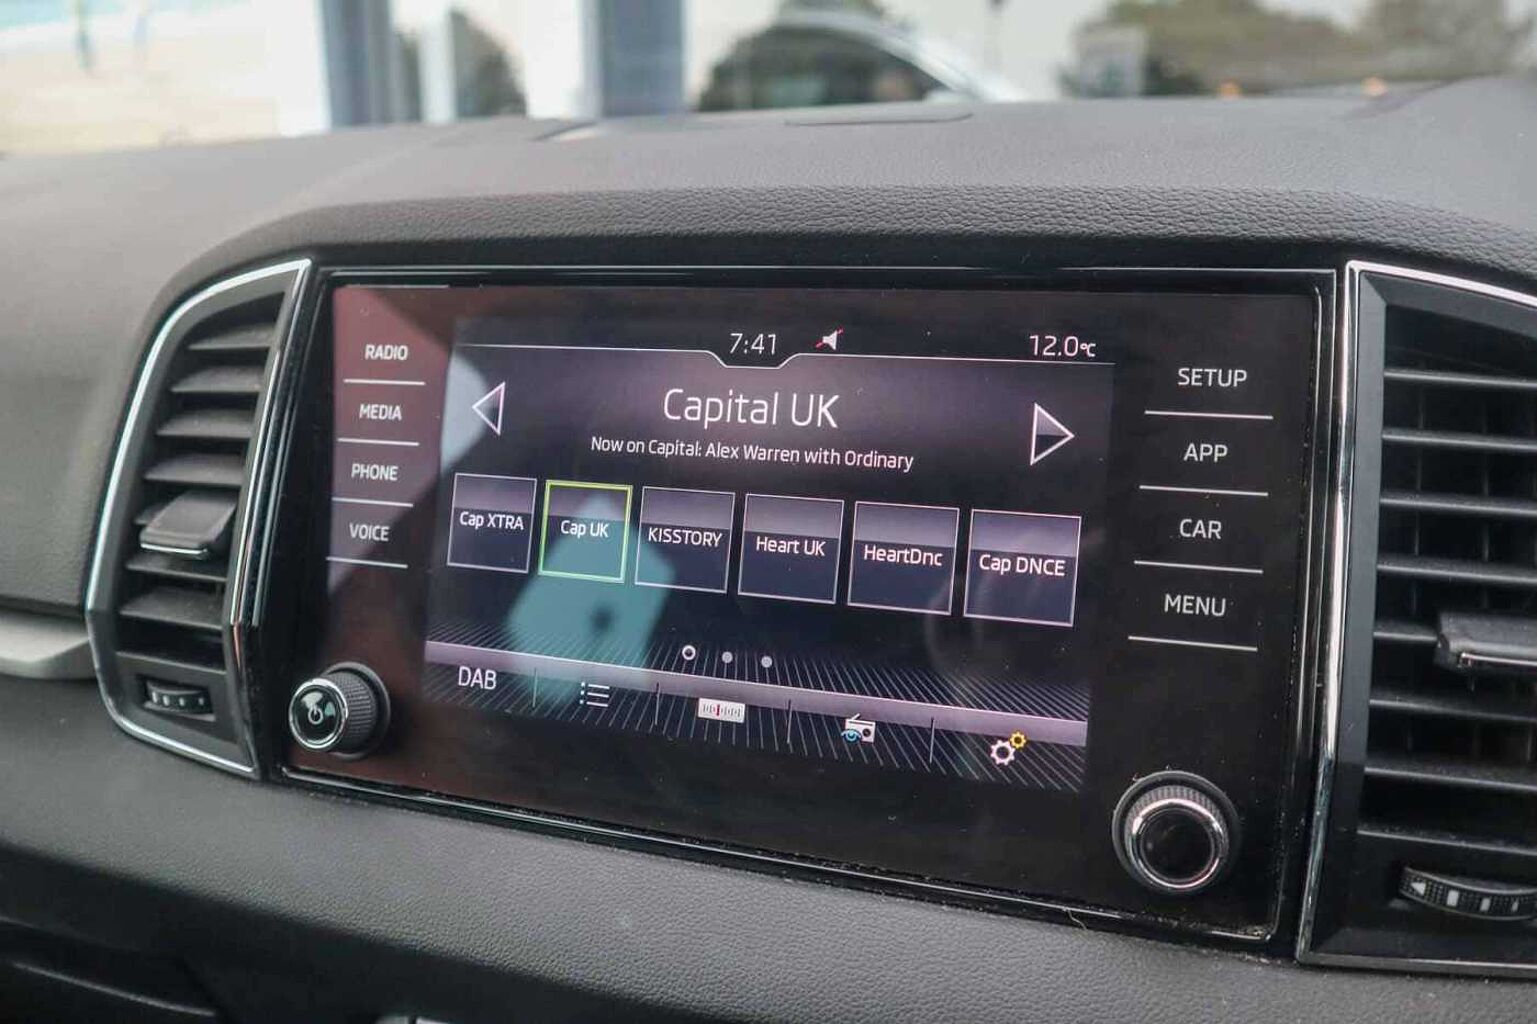 RADIO
MEDIA
PHONE
VOICE
7:41
12.0℃
Capital UK
Now on Capital: Alex Warren with Ordinary
Cap XTRA
Cap UK
KISSTORY
Heart UK
HeartDnc
Cap DNCE
DAB
SETUP
APP
CAR
MENU